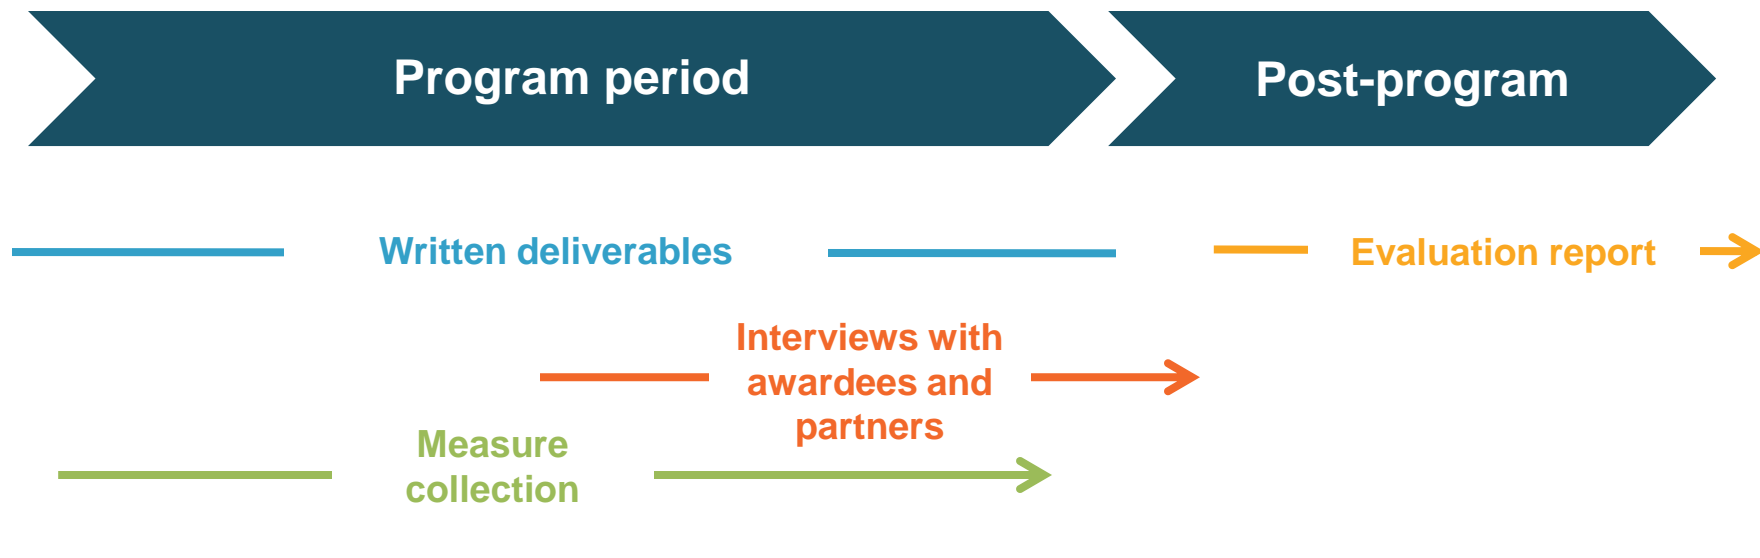 Program period
Post-program
Written deliverables
Evaluation report
Interviews with
awardees and
partners
Measure
collection